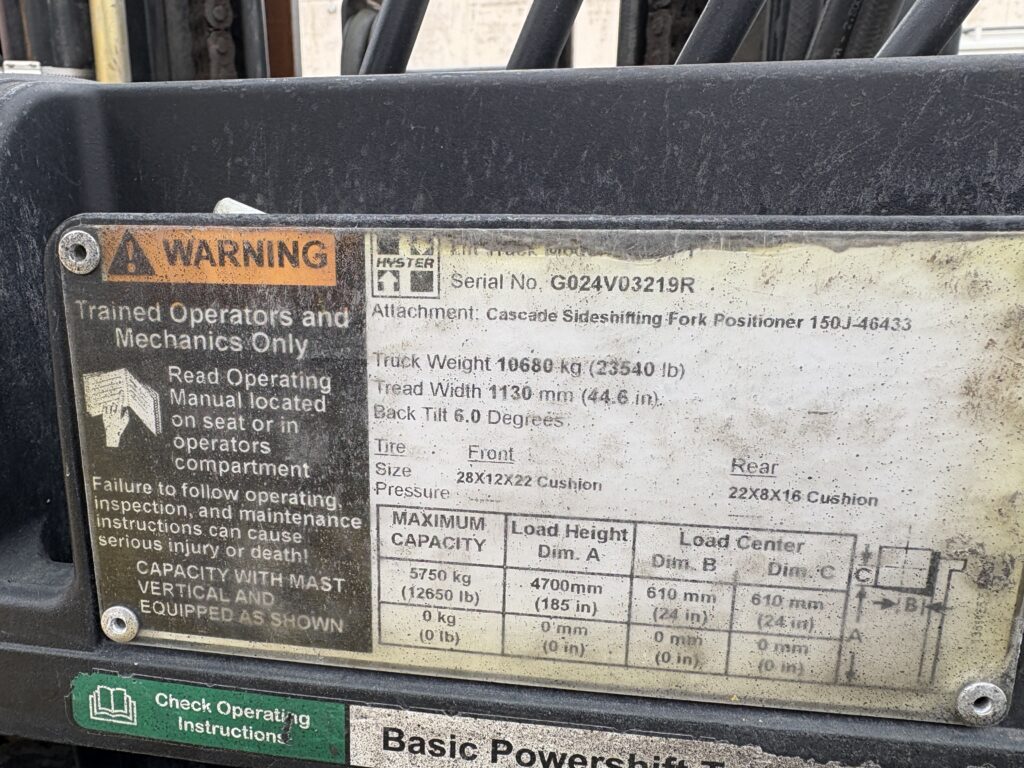 WARNING
Trained Operators and
Mechanics Only
Read Operating
Manual located
on seat or in
operators
compartment
Failure to follow operating,
inspection, and maintenance
instructions can cause
serious injury or death!
CAPACITY WITH MAST
VERTICAL AND
EQUIPPED AS SHOWN
HYSTER
Serial No. G024V03219R
Attachment: Cascade Sideshifting Fork Positioner 150J-46433
Truck Weight 10680 kg (23540 lb)
Tread Width 1130 mm (44.6 in).
Back Tilt 6.0 Degrees
Tire Front Rear
Size 28X12X22 Cushion 22X8X16 Cushion
Pressure
MAXIMUM CAPACITY Load Height Dim. A Load Center Dim. B Dim. C
5750 kg 4700mm 610 mm 610 mm
(12650 lb) (185 in) (24 in) (24 in)
0 kg 0 mm 0 mm 0 mm
(0 lb) (0 in) (0 in) (0 in)
C
B
A
Check Operating
Instructions
Basic Powershift